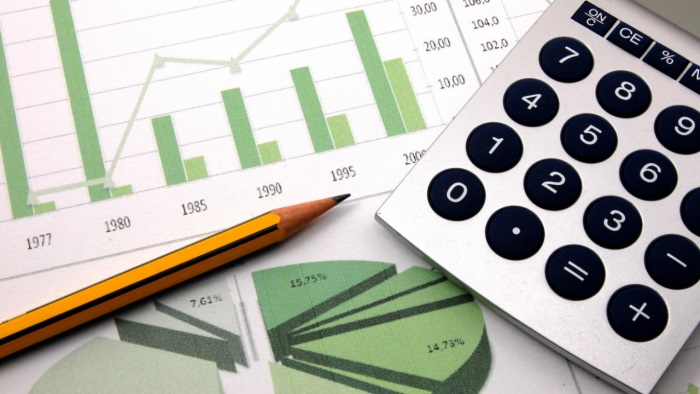 30,00
20,00
10,00
104,0
102,0
1977 1980 1985 1990 1995
7,61%
15,75%
14,73%
ON/C CE %
7 8 9
4 5 6
1 2 3 −
0 . = +